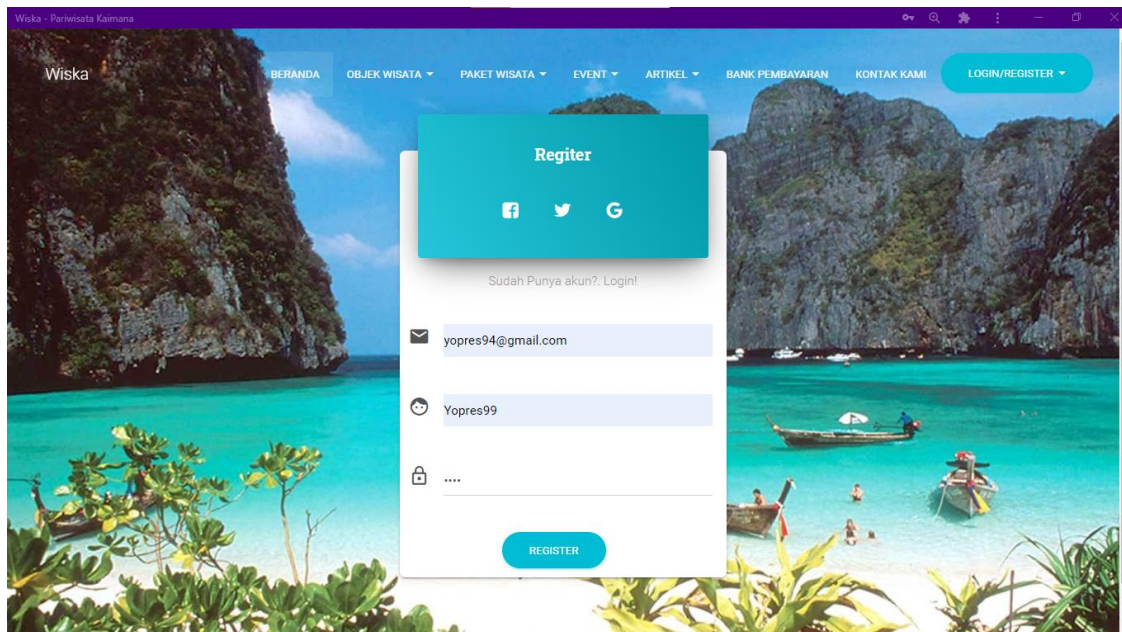 Wiska - Pariwisata Kaimana
Wiska BERANDA OBJEK WISATA PAKET WISATA EVENT ARTIKEL BANK PEMBAYARAN KONTAK KAMI LOGIN/REGISTER
Regiter
Sudah Punya akun?. Login!
yopres94@gmail.com
Yopres99
....
REGISTER